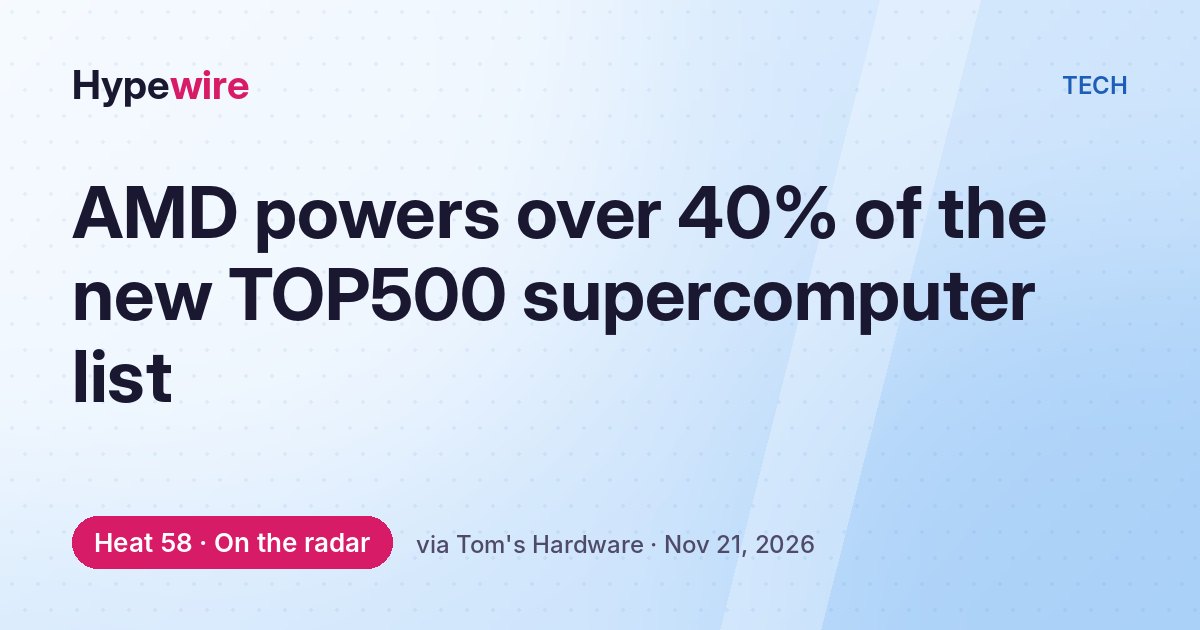 Hypewire
TECH
AMD powers over 40% of the
new TOP500 supercomputer
list
Heat 58 · On the radar
via Tom's Hardware · Nov 21, 2026